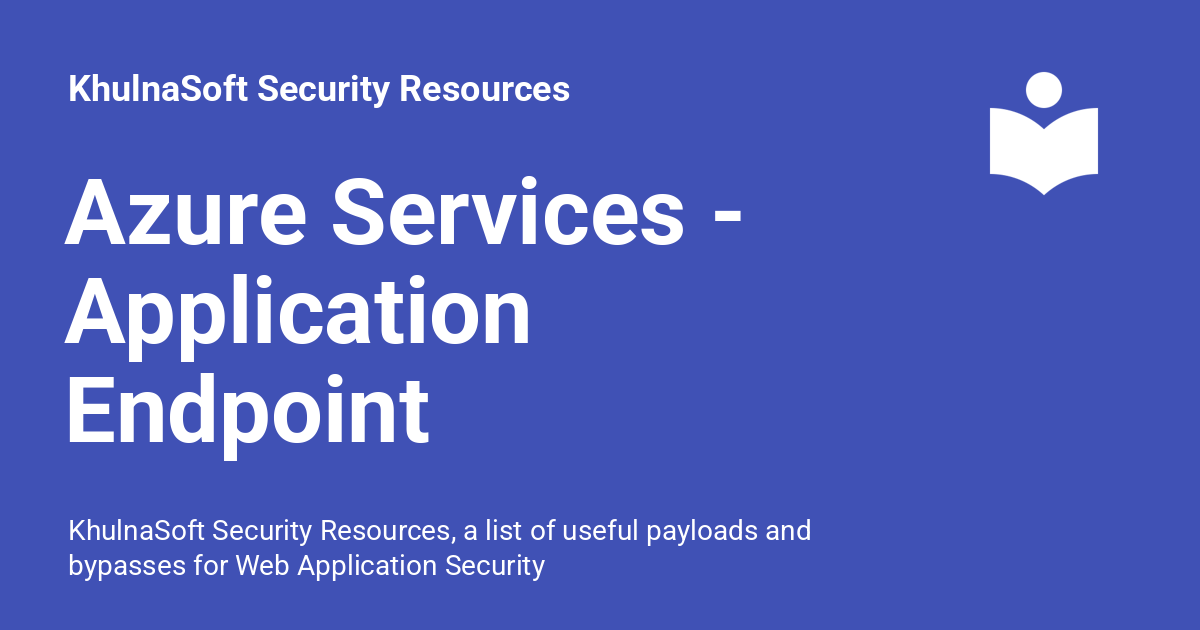 KhulnaSoft Security Resources
Azure Services -
Application
Endpoint
KhulnaSoft Security Resources, a list of useful payloads and
bypasses for Web Application Security